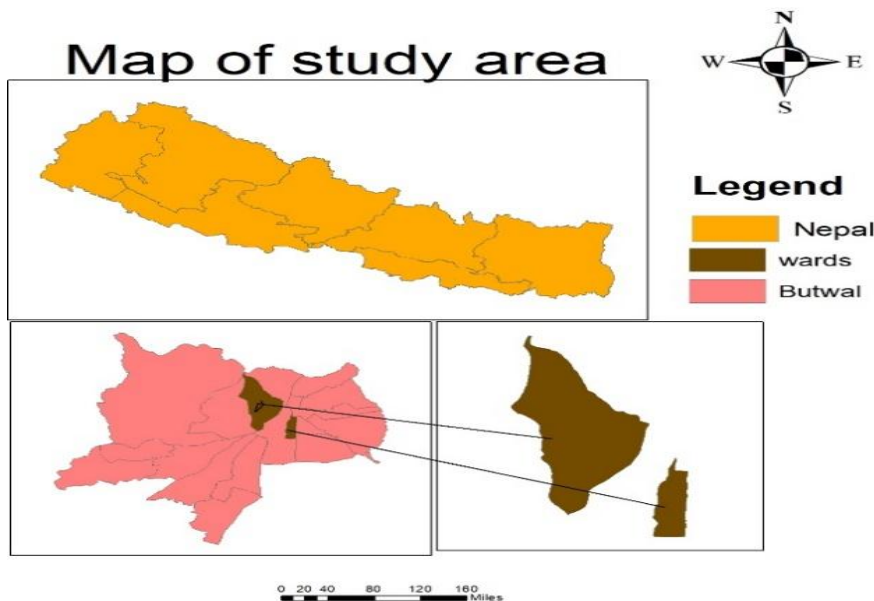 Map of study area
N
W E
S
Legend
Nepal
wards
Butwal
0 20 40 80 120 160
Miles